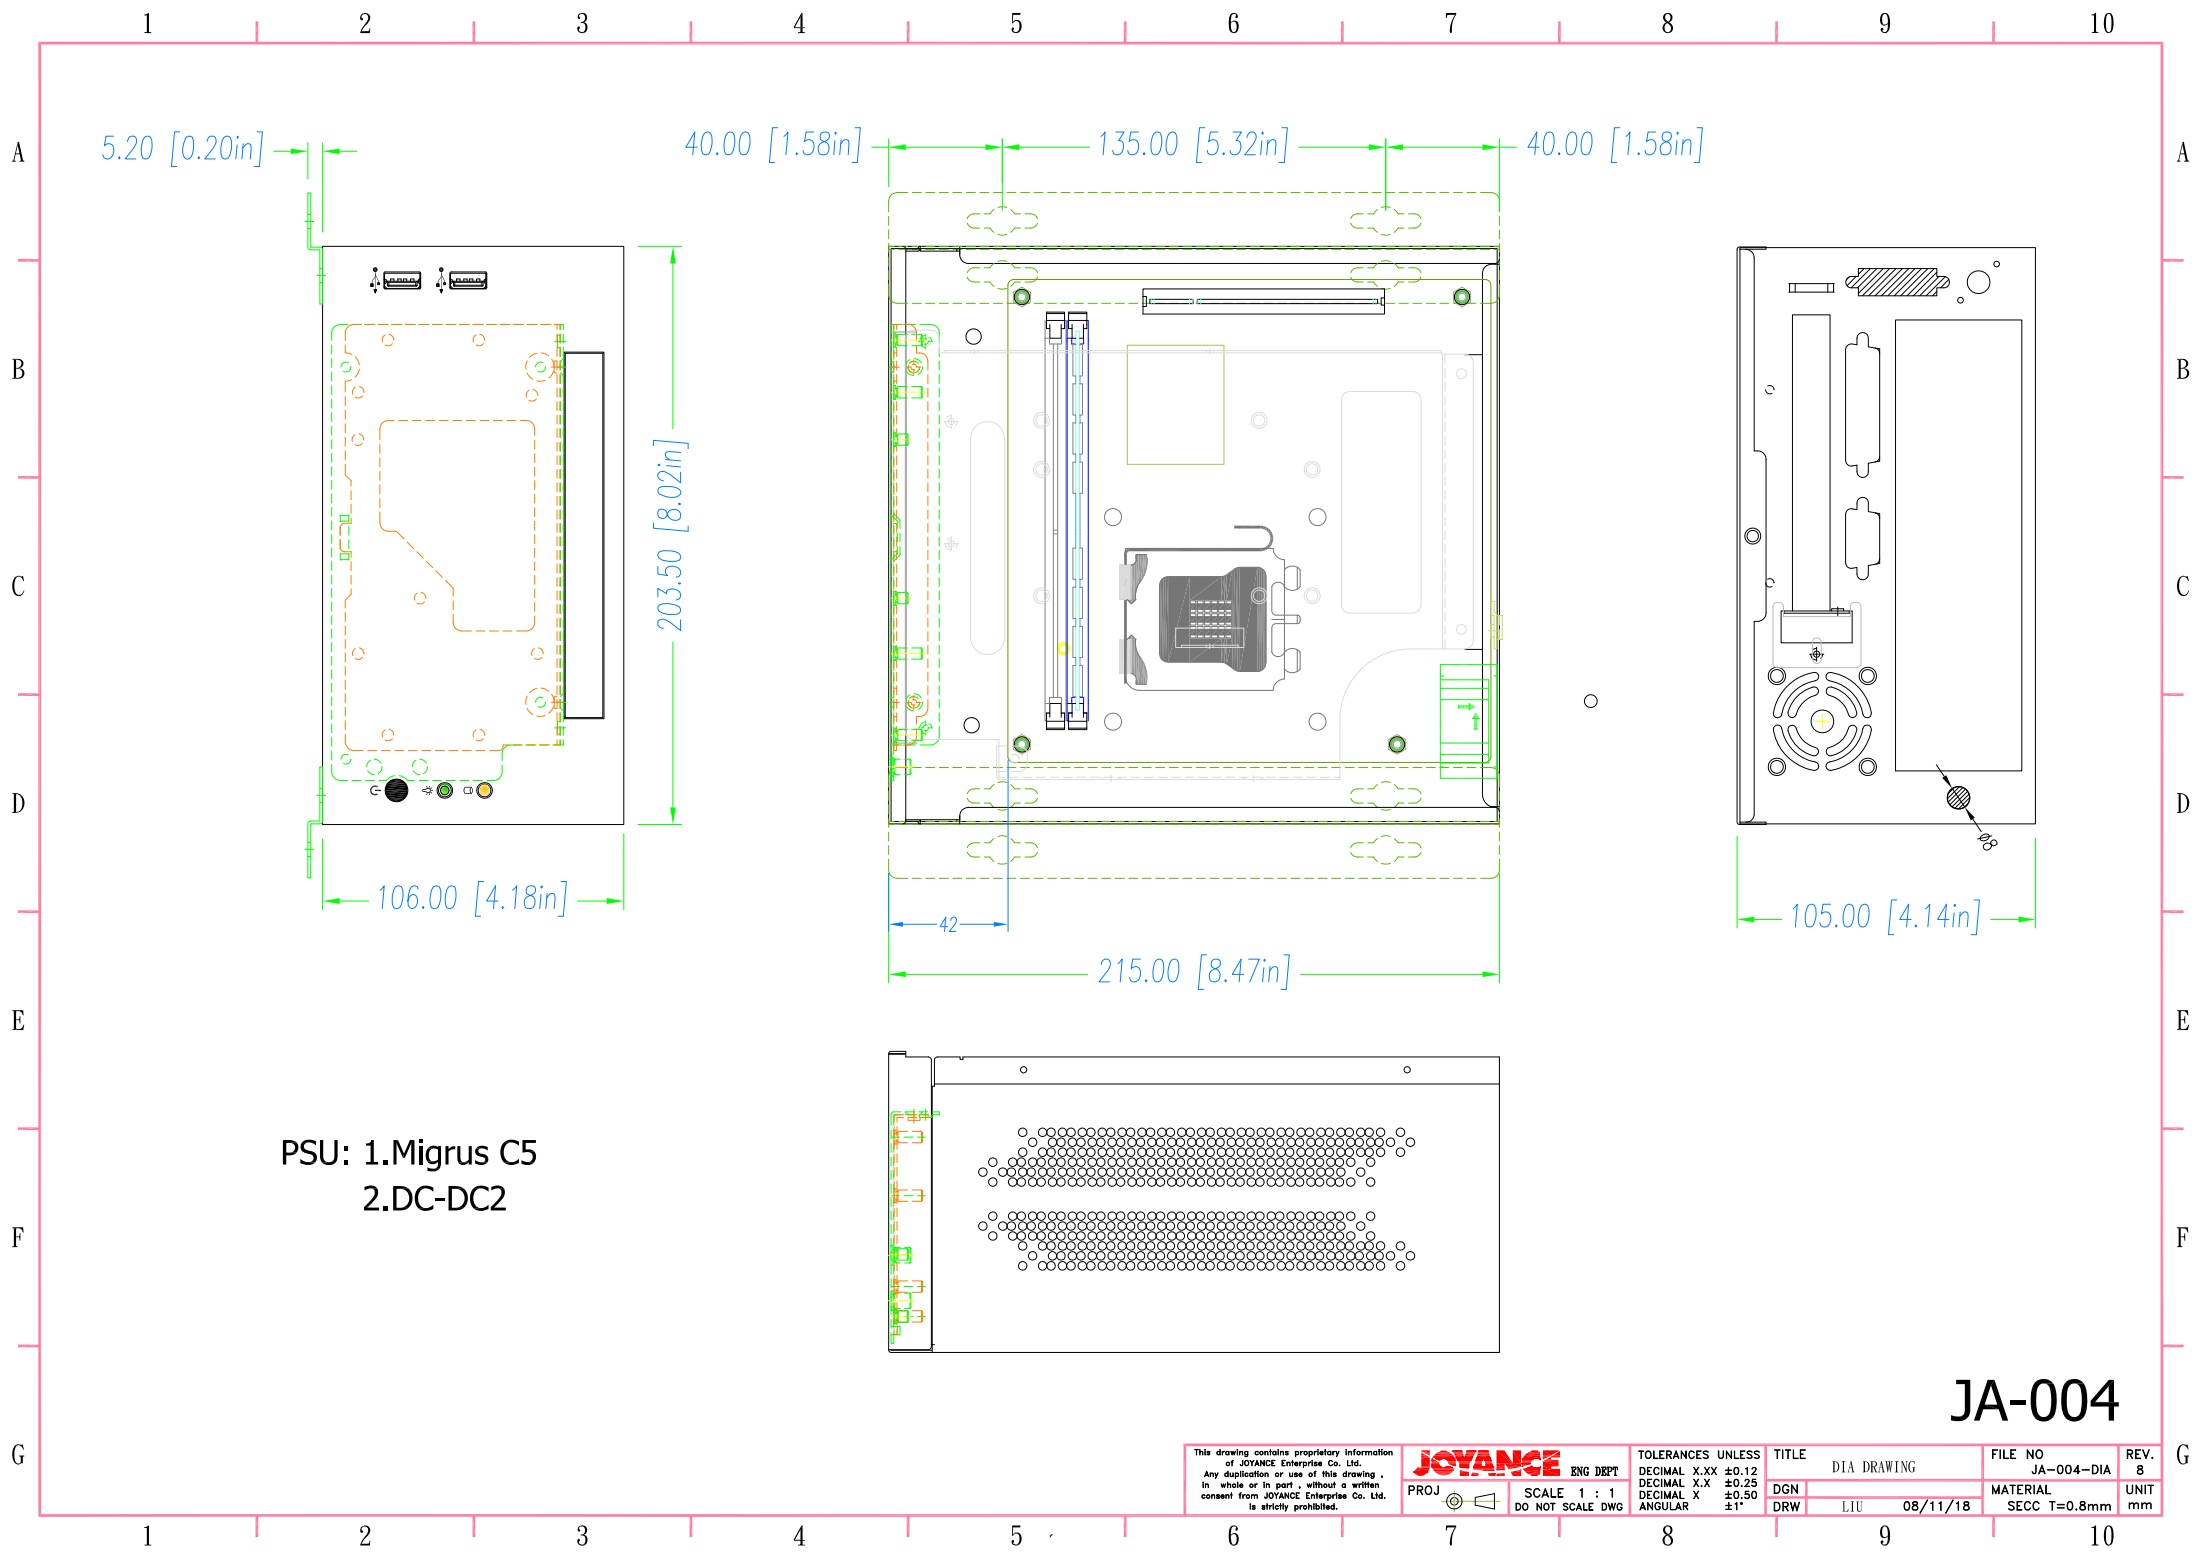 1 2 3 4 5 6 7 8 9 10
A
5.20 [0.20in]
40.00 [1.58in]
135.00 [5.32in]
40.00 [1.58in]
A
B
B
203.50 [8.02in]
C
C
D
D
Ø8
106.00 [4.18in]
42
105.00 [4.14in]
215.00 [8.47in]
E
E
PSU: 1.Migrus C5
2.DC-DC2
F
F
JA-004
G
G
This drawing contains proprietary information
of JOYANCE Enterprise Co. Ltd.
Any duplication or use of this drawing ,
in whole or in part , without a written
consent from JOYANCE Enterprise Co. Ltd.
is strictly prohibited.
JOYANCE ENG DEPT
PROJ
SCALE 1 : 1
DO NOT SCALE DWG
TOLERANCES UNLESS
DECIMAL X.XX ±0.12
DECIMAL X.X ±0.25
DECIMAL X ±0.50
ANGULAR ±1°
TITLE
DIA DRAWING
DGN
DRW LIU 08/11/18
FILE NO
JA-004-DIA
MATERIAL
SECC T=0.8mm
REV.
8
UNIT
mm
1 2 3 5 6 7 8 9 10